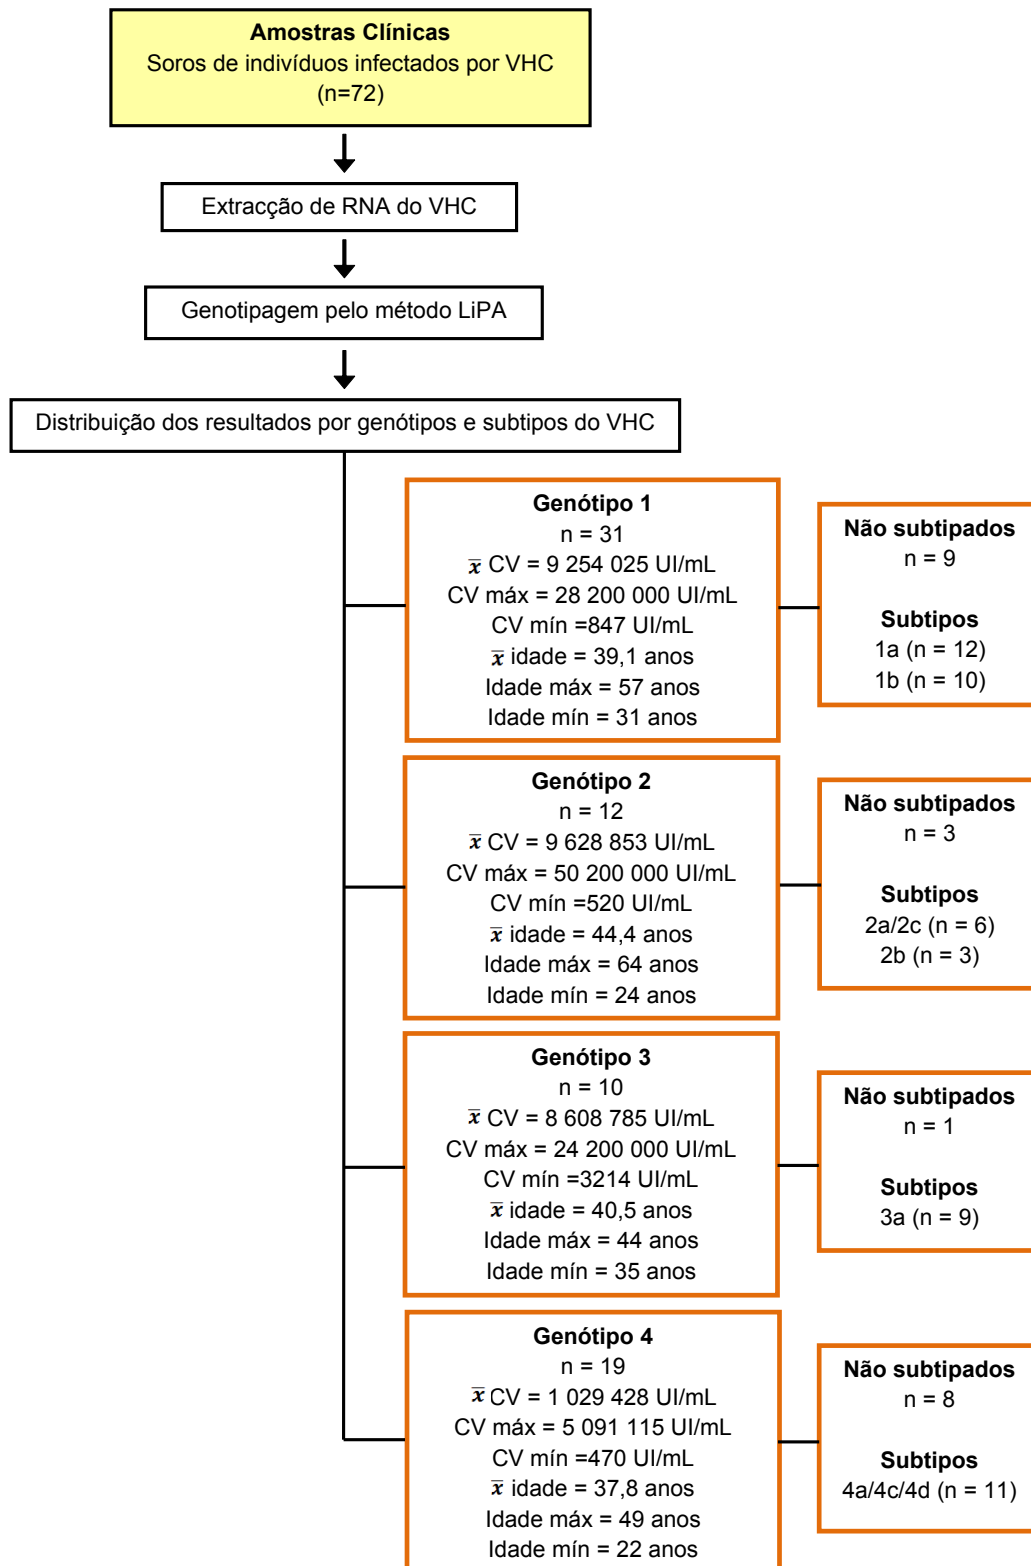 Amostras Clínicas
Soros de indivíduos infectados por VHC
(n=72)
Extracção de RNA do VHC
Genotipagem pelo método LiPA
Distribuição dos resultados por genótipos e subtipos do VHC
Genótipo 1
n = 31
x̅ CV = 9 254 025 UI/mL
CV máx = 28 200 000 UI/mL
CV mín =847 UI/mL
x̅ idade = 39,1 anos
Idade máx = 57 anos
Idade mín = 31 anos
Não subtipados
n = 9
Subtipos
1a (n = 12)
1b (n = 10)
Genótipo 2
n = 12
x̅ CV = 9 628 853 UI/mL
CV máx = 50 200 000 UI/mL
CV mín =520 UI/mL
x̅ idade = 44,4 anos
Idade máx = 64 anos
Idade mín = 24 anos
Não subtipados
n = 3
Subtipos
2a/2c (n = 6)
2b (n = 3)
Genótipo 3
n = 10
x̅ CV = 8 608 785 UI/mL
CV máx = 24 200 000 UI/mL
CV mín =3214 UI/mL
x̅ idade = 40,5 anos
Idade máx = 44 anos
Idade mín = 35 anos
Não subtipados
n = 1
Subtipos
3a (n = 9)
Genótipo 4
n = 19
x̅ CV = 1 029 428 UI/mL
CV máx = 5 091 115 UI/mL
CV mín =470 UI/mL
x̅ idade = 37,8 anos
Idade máx = 49 anos
Idade mín = 22 anos
Não subtipados
n = 8
Subtipos
4a/4c/4d (n = 11)